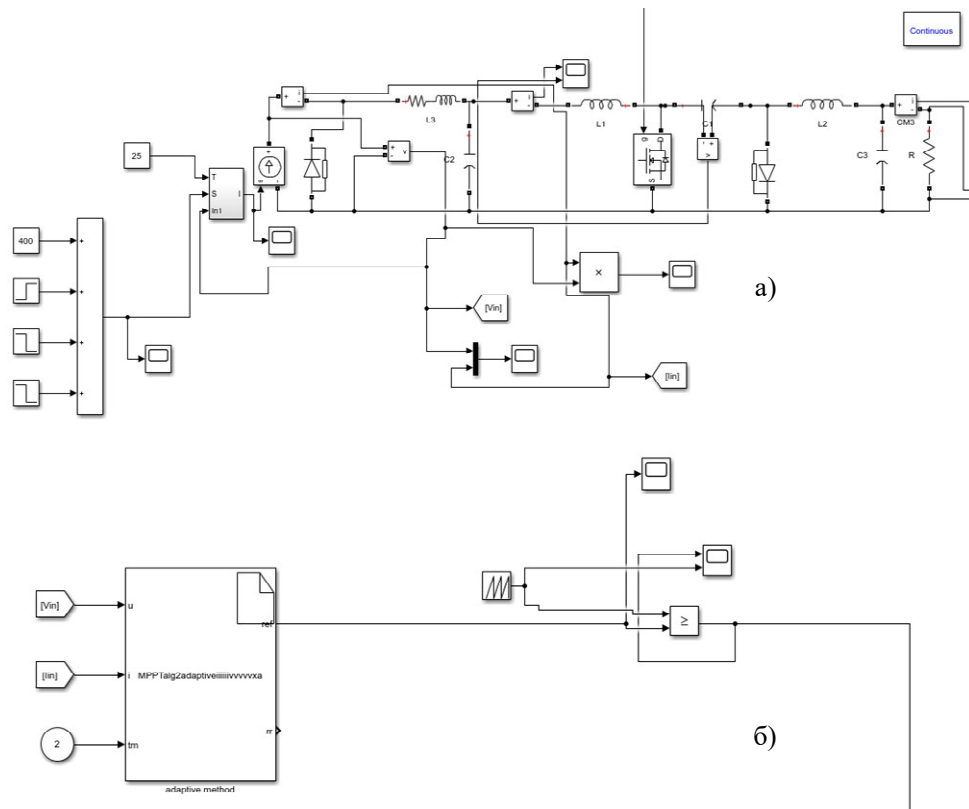 Continuous
i
+
-
L3
i
+
-
L1
C1
L2
i
+
-
CM3
25
T
S
In1
I
+
-
v
C2
g
D
S
-
+
v
C3
R
400
+
+
+
+
×
а)
[Vin]
[Iin]
[Vin]
u
ref
≥
[Iin]
i
MPPTalg2adaptiveiiiiiivvvvvxa
2
tm
rr
б)
adaptive method